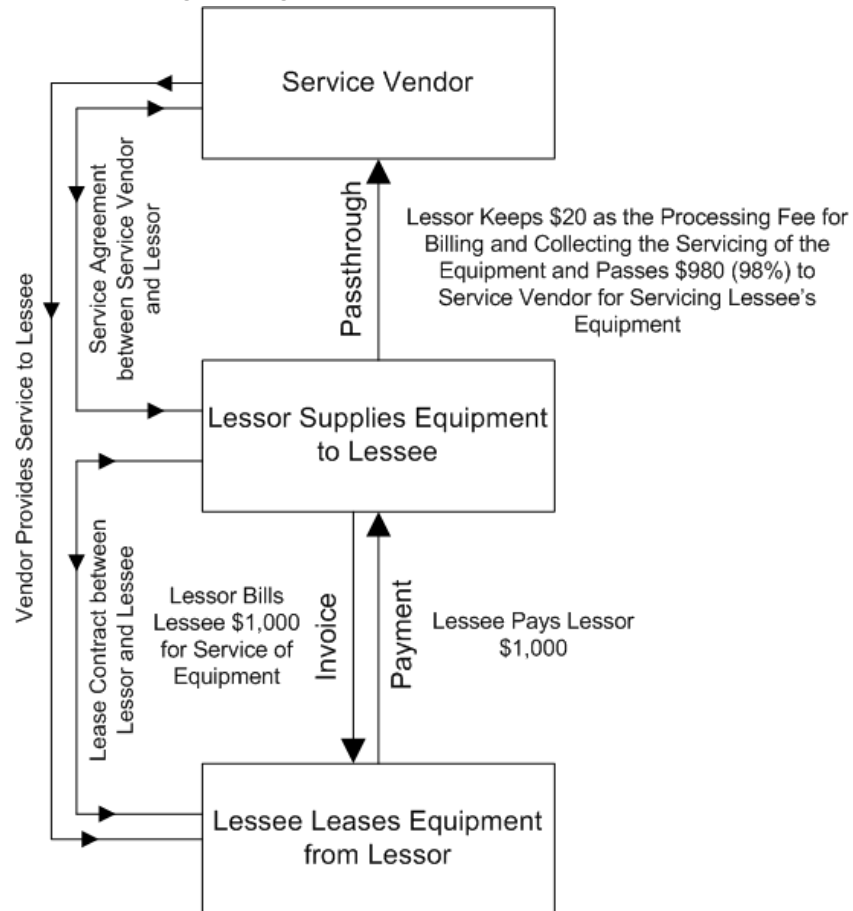 Service Vendor
Service Agreement
between Service Vendor
and Lessor
Passthrough
Lessor Keeps $20 as the Processing Fee for
Billing and Collecting the Servicing of the
Equipment and Passes $980 (98%) to
Service Vendor for Servicing Lessee's
Equipment
Vendor Provides Service to Lessee
Lessor Supplies Equipment
to Lessee
Lease Contract between
Lessor and Lessee
Lessor Bills
Lessee $1,000
for Service of
Equipment
Invoice
Payment
Lessee Pays Lessor
$1,000
Lessee Leases Equipment
from Lessor